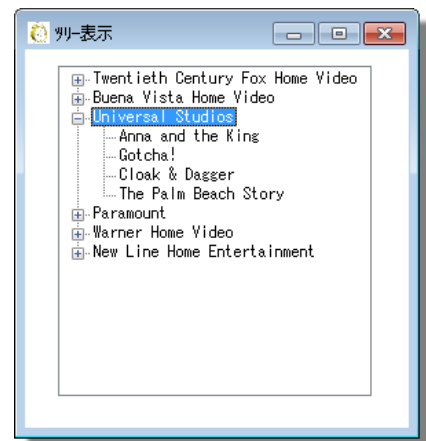 ﾂﾘｰ表示
Twentieth Century Fox Home Video
Buena Vista Home Video
Universal Studios
Anna and the King
Gotcha!
Cloak & Dagger
The Palm Beach Story
Paramount
Warner Home Video
New Line Home Entertainment